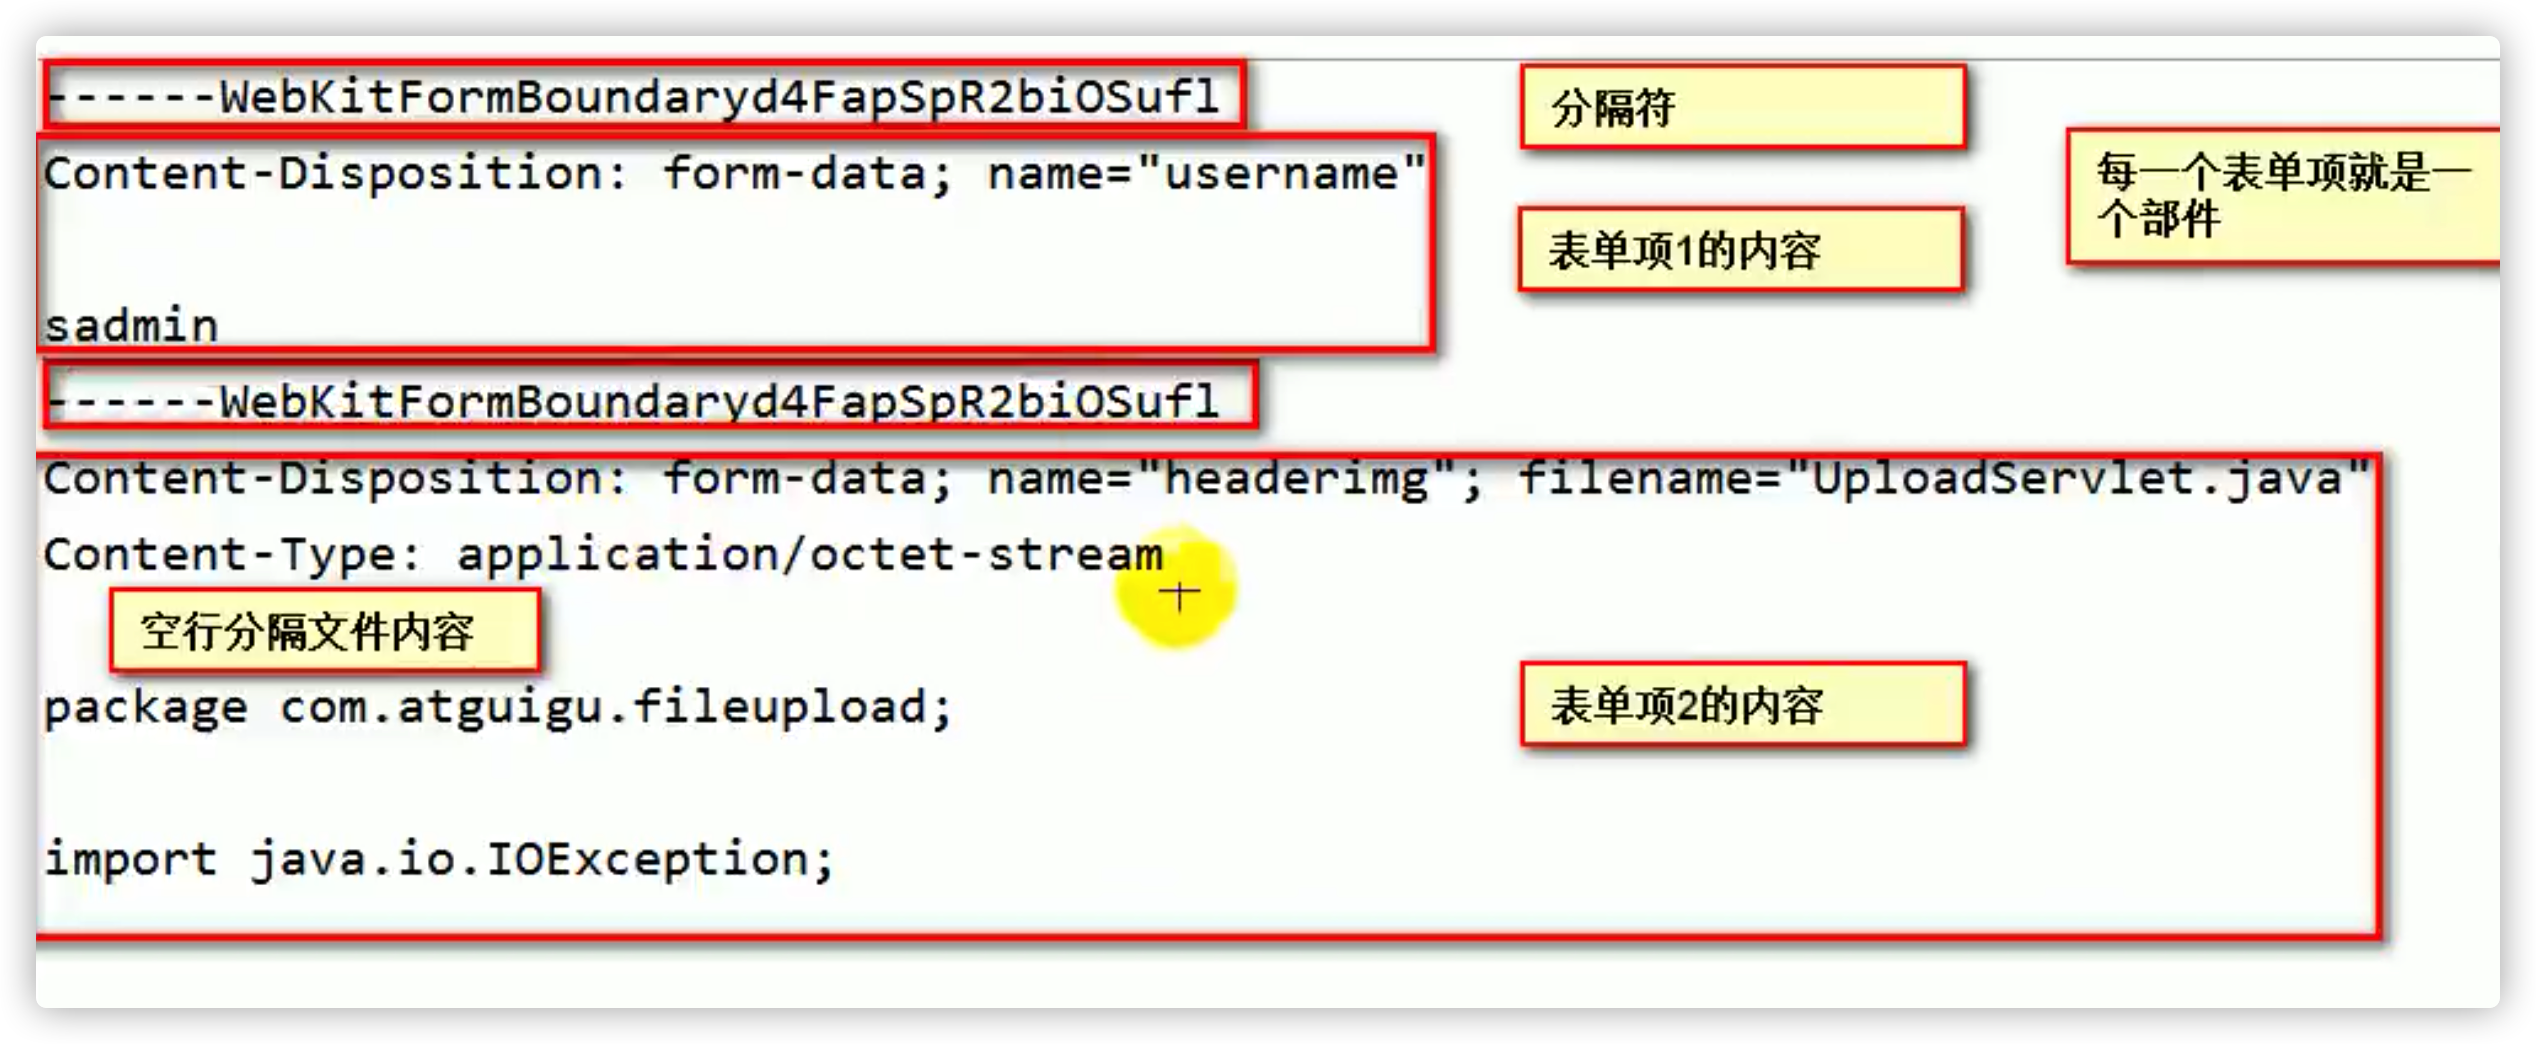 ------WebKitFormBoundaryd4FapSpR2biOSufl
分隔符
Content-Disposition: form-data; name="username"
每一个表单项就是一
个部件
表单项1的内容
sadmin
------WebKitFormBoundaryd4FapSpR2biOSufl
Content-Disposition: form-data; name="headerimg"; filename="UploadServlet.java"
Content-Type: application/octet-stream
空行分隔文件内容
package com.atguigu.fileupload;
表单项2的内容
import java.io.IOException;